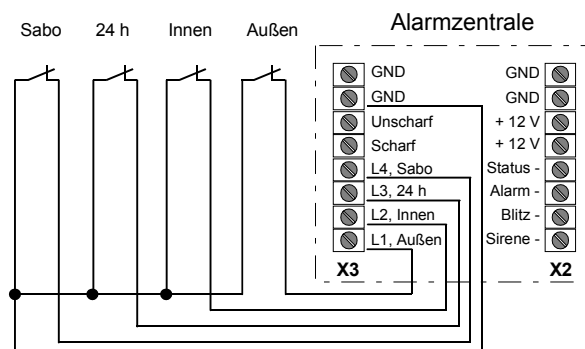 Alarmzentrale
Sabo 24 h Innen Außen
GND GND
GND GND
Unscharf + 12 V
Scharf + 12 V
L4, Sabo Status -
L3, 24 h Alarm -
L2, Innen Blitz -
L1, Außen Sirene -
X3 X2